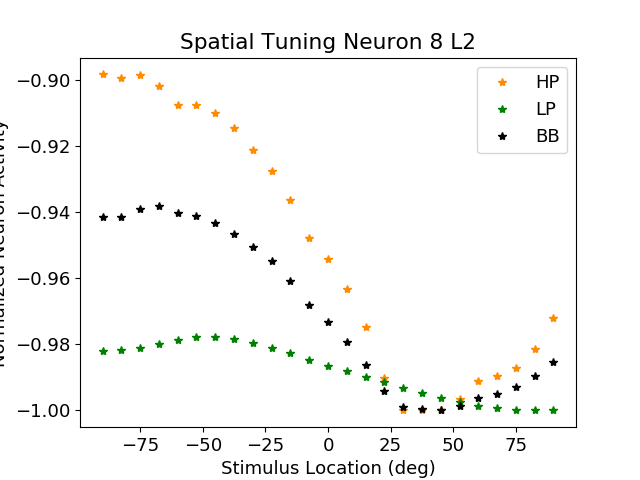 Spatial Tuning Neuron 8 L2
Normalized Neuron Activity
HP
LP
BB
−0.90
−0.92
−0.94
−0.96
−0.98
−1.00
−75
−50
−25
0
25
50
75
Stimulus Location (deg)